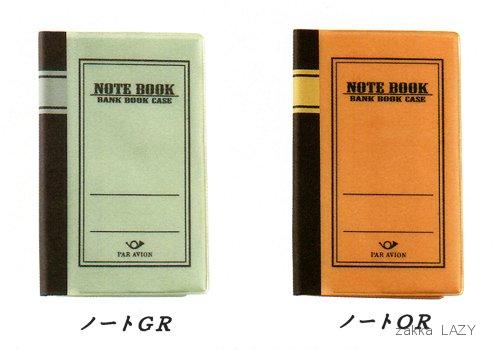 NOTE BOOK
BANK BOOK CASE
PAR AVION
ノートGR
NOTE BOOK
BANK BOOK CASE
PAR AVION
ノートOR
zakka LAZY